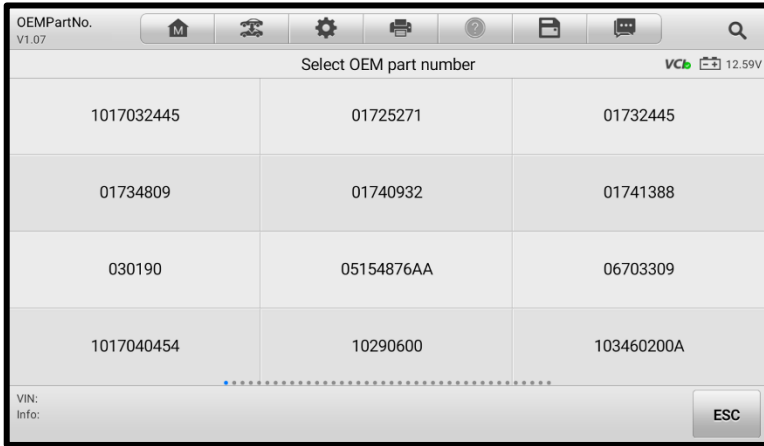 OEMPartNo.
V1.07
M
?
Select OEM part number
VCI
12.59V
1017032445 01725271 01732445
01734809 01740932 01741388
030190 05154876AA 06703309
1017040454 10290600 103460200A
VIN:
Info:
ESC